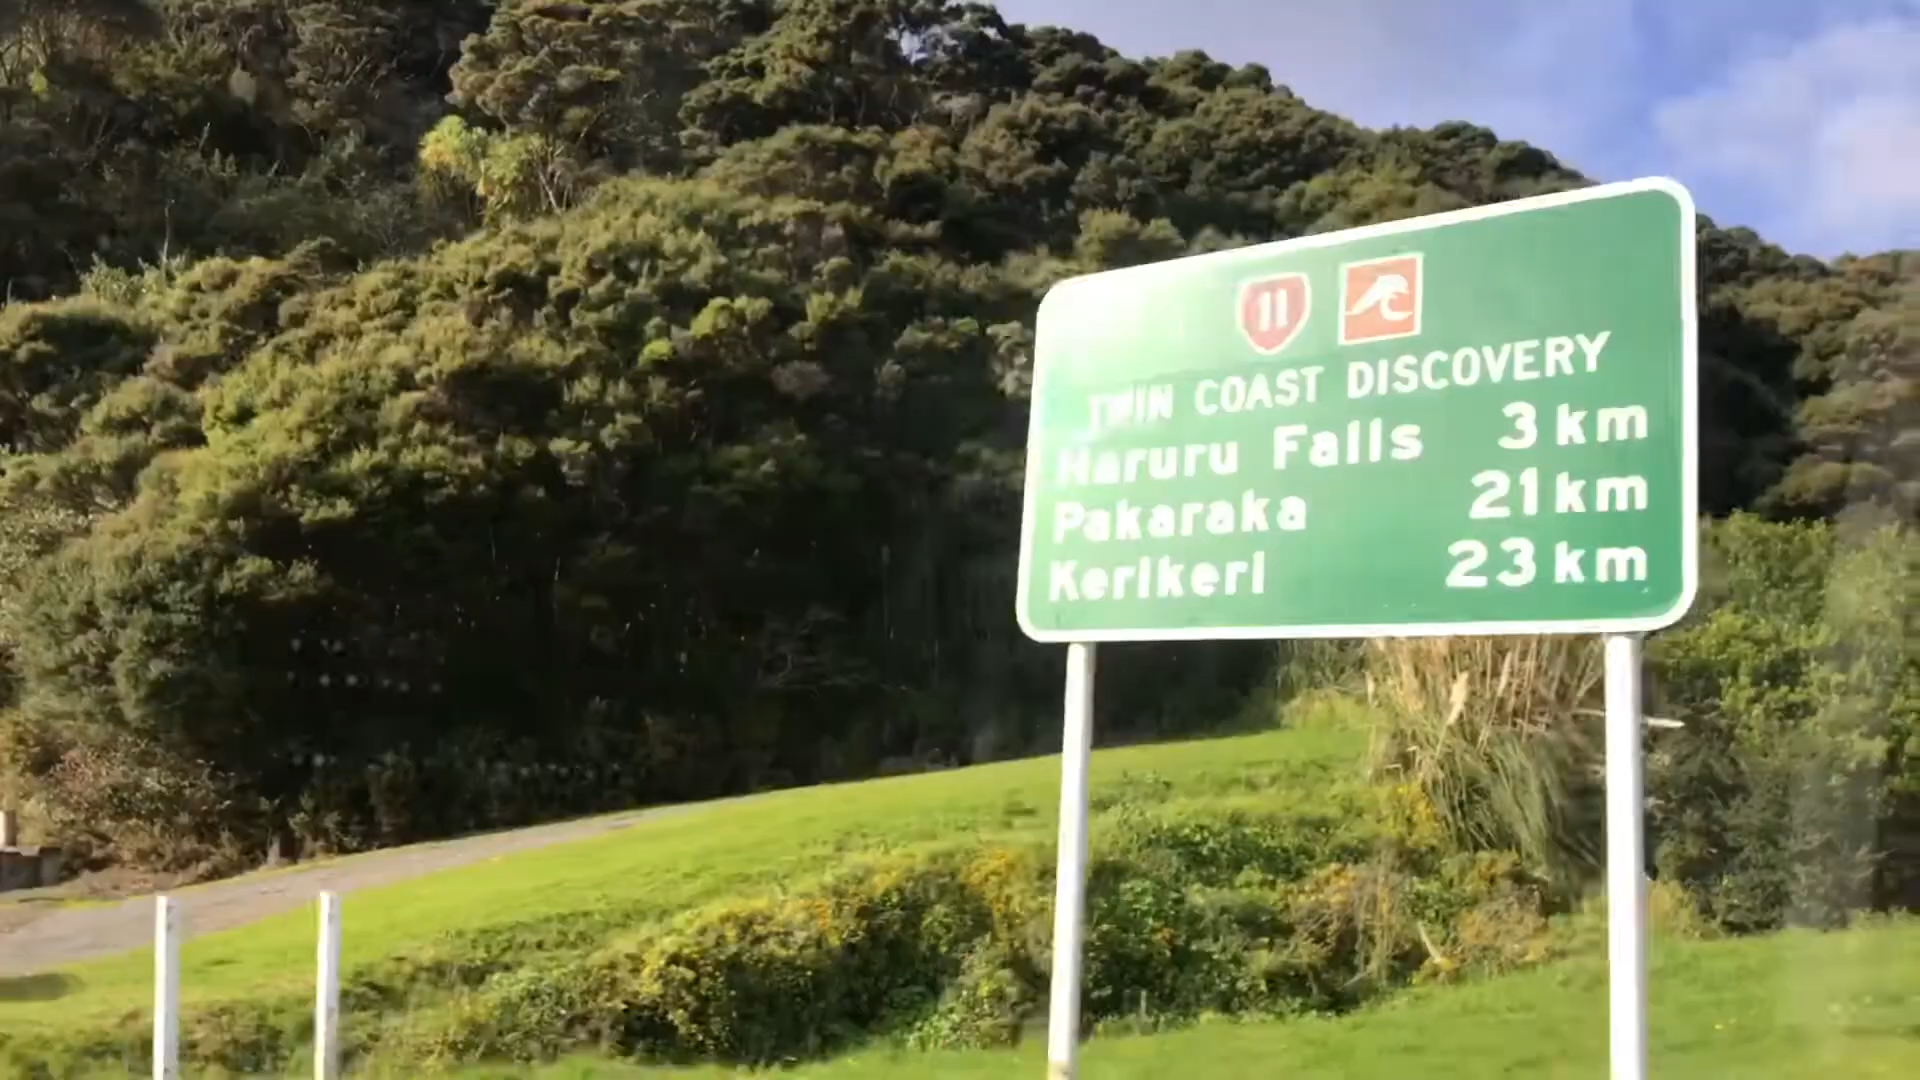 11
TWIN COAST DISCOVERY
Haruru Falls 3 km
Pakaraka 21 km
Kerikeri 23 km